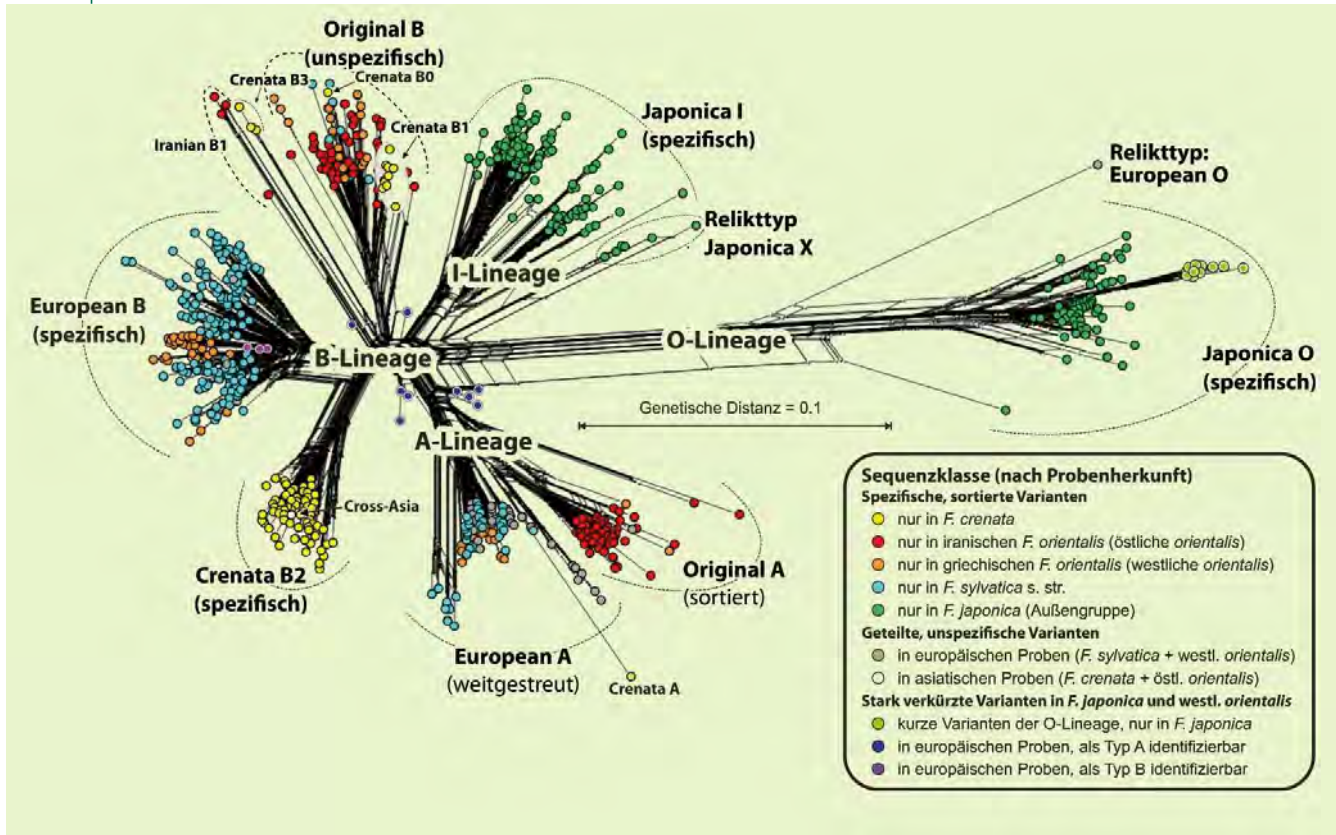 Original B
(unspezifisch)
Crenata B3
Crenata B0
Iranian B1
Crenata B1
Japonica I
(spezifisch)
Relikttyp:
European O
Relikttyp
Japonica X
I-Lineage
European B
(spezifisch)
B-Lineage
O-Lineage
Japonica O
(spezifisch)
Genetische Distanz = 0.1
A-Lineage
Cross-Asia
Crenata B2
(spezifisch)
Original A
(sortiert)
European A
(weitgestreut)
Crenata A
Sequenzklasse (nach Probenherkunft)
Spezifische, sortierte Varianten
nur in F. crenata
nur in iranischen F. orientalis (östliche orientalis)
nur in griechischen F. orientalis (westliche orientalis)
nur in F. sylvatica s. str.
nur in F. japonica (Außengruppe)
Geteilte, unspezifische Varianten
in europäischen Proben (F. sylvatica + westl. orientalis)
in asiatischen Proben (F. crenata + östl. orientalis)
Stark verkürzte Varianten in F. japonica und westl. orientalis
kurze Varianten der O-Lineage, nur in F. japonica
in europäischen Proben, als Typ A identifizierbar
in europäischen Proben, als Typ B identifizierbar